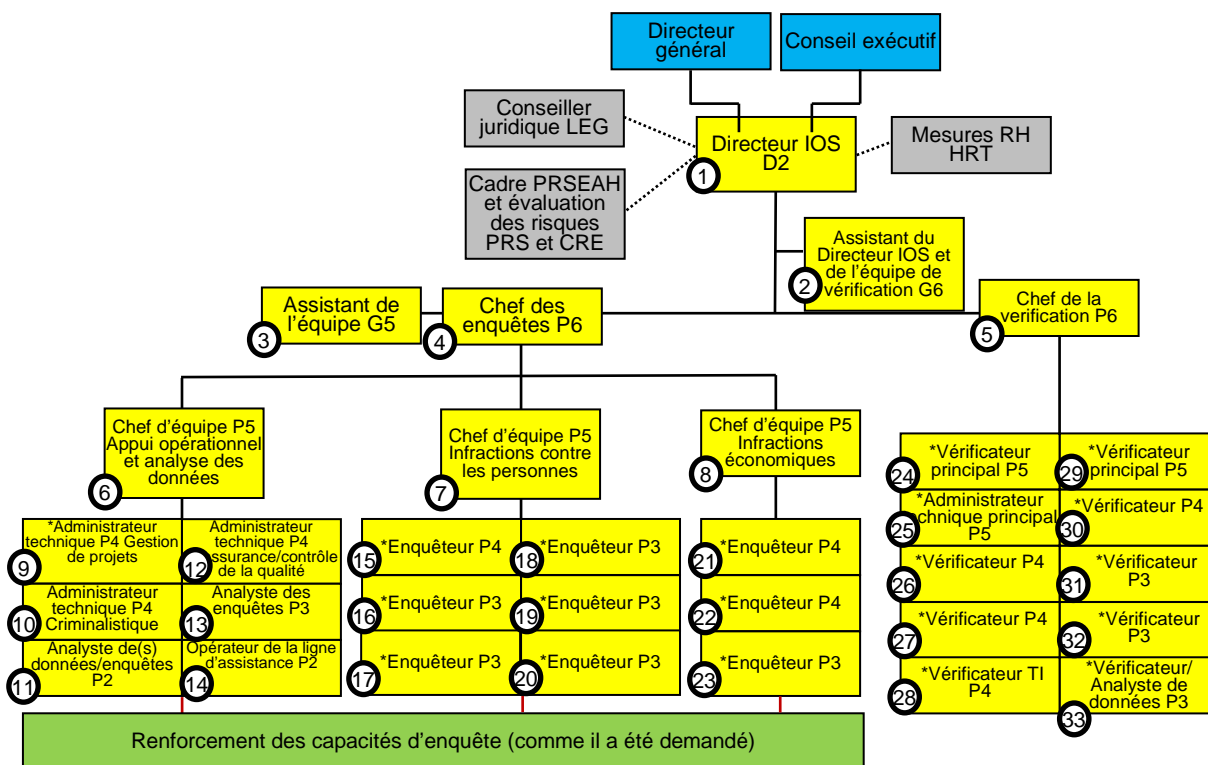 Directeur
général
Conseil exécutif
Conseiller
juridique LEG
Directeur IOS
D2
1
Mesures RH
HRT
Cadre PRSEAH
et évaluation
des risques
PRS et CRE
Assistant du
Directeur IOS et
de l'équipe de
vérification G6
2
Assistant de
l'équipe G5
3
Chef des
enquêtes P6
4
Chef de la
verification P6
5
Chef d'équipe P5
Appui opérationnel
et analyse des
données
6
Chef d'équipe P5
Infractions contre
les personnes
7
Chef d'équipe P5
Infractions
économiques
8
*Administrateur
technique P4 Gestion
de projets
9
Administrateur
technique P4
ssurance/contrôle
de la qualité
12
Administrateur
technique P4
Criminalistique
10
Analyste des
enquêtes P3
13
Analyste de(s)
données/enquêtes
P2
11
Opérateur de la ligne
d'assistance P2
14
*Enquêteur P4
15
*Enquêteur P3
18
*Enquêteur P3
16
*Enquêteur P3
19
*Enquêteur P3
17
*Enquêteur P3
20
*Enquêteur P4
21
*Enquêteur P4
22
*Enquêteur P3
23
*Vérificateur
principal P5
24
*Vérificateur
principal P5
29
*Administrateur
chnique principal
P5
25
*Vérificateur P4
30
*Vérificateur P4
26
*Vérificateur
P3
31
*Vérificateur P4
27
*Vérificateur
P3
32
*Vérificateur TI
P4
28
*Vérificateur/
Analyste de
données P3
33
Renforcement des capacités d'enquête (comme il a été demandé)